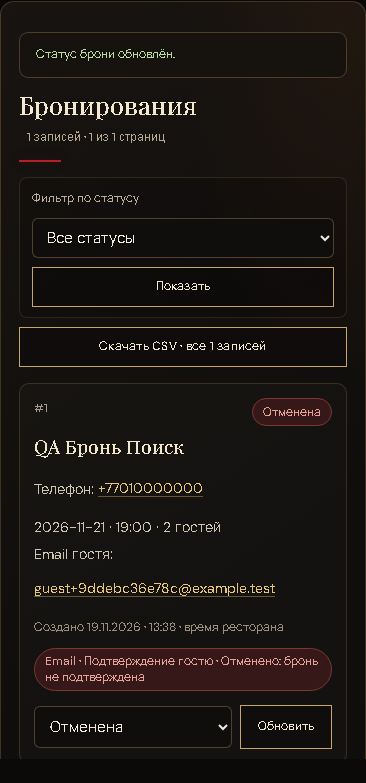 Статус брони обновлён.
Бронирования
1 записей · 1 из 1 страниц
Фильтр по статусу
Все статусы
Показать
Скачать CSV · все 1 записей
#1
Отменена
QA Бронь Поиск
Телефон: +77010000000
2026-11-21 · 19:00 · 2 гостей
Email гостя:
guest+9ddebc36e78c@example.test
Создано 19.11.2026 · 13:38 · время ресторана
Email · Подтверждение гостю · Отменено: бронь
не подтверждена
Отменена
Обновить